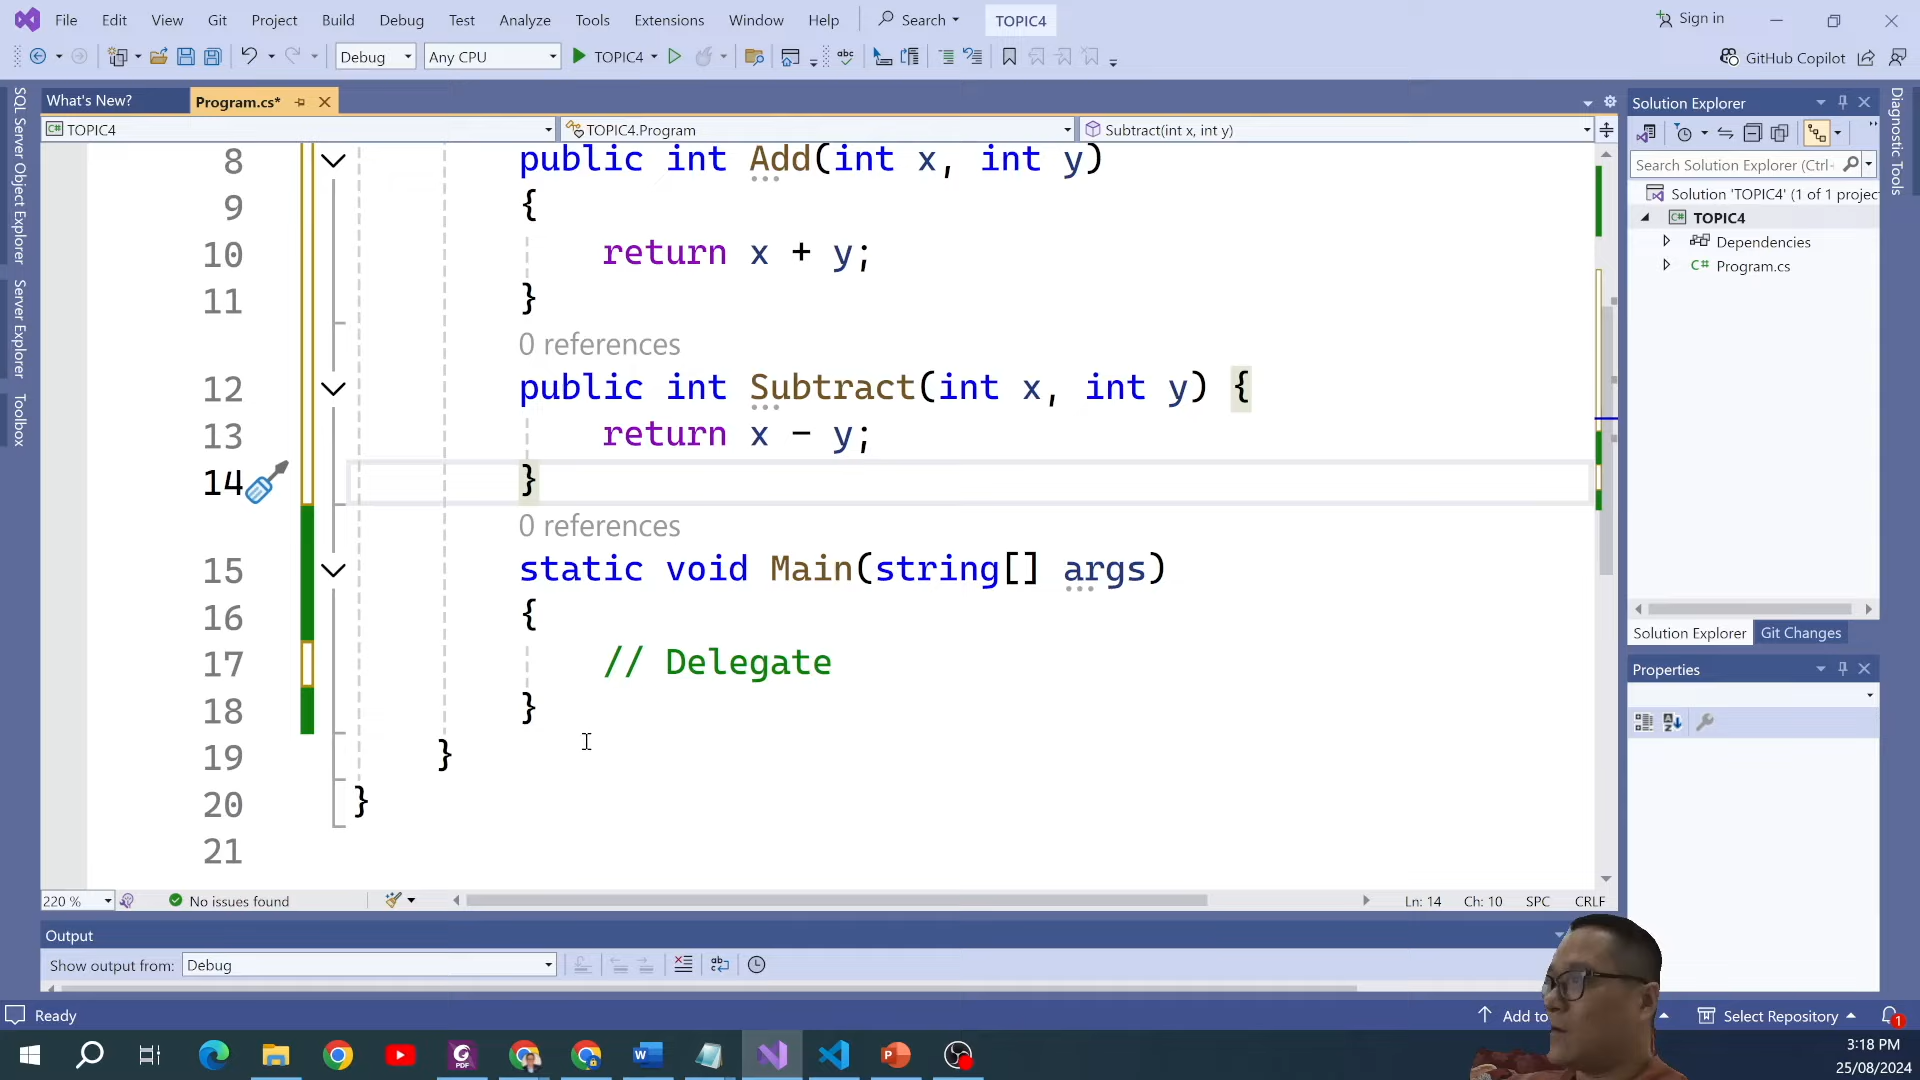 File Edit View Git Project Build Debug Test Analyze Tools Extensions Window Help Search TOPIC4 Sign in
Debug Any CPU TOPIC4 GitHub Copilot
What's New? Program.cs*
TOPIC4 TOPIC4.Program Subtract(int x, int y)
8 public int Add(int x, int y)
9 {
10 return x + y;
11 }
0 references
12 public int Subtract(int x, int y) {
13 return x - y;
14 }
0 references
15 static void Main(string[] args)
16 {
17 // Delegate
18 }
19 }
20 }
21
220 % No issues found Ln: 14 Ch: 10 SPC CRLF
Output
Show output from: Debug
SQL Server Object Explorer
Server Explorer
Toolbox
Solution Explorer
Search Solution Explorer (Ctrl-
Solution 'TOPIC4' (1 of 1 projec
TOPIC4
Dependencies
C# Program.cs
Solution Explorer Git Changes
Properties
Diagnostic Tools
Ready Add to Select Repository 1
3:18 PM
25/08/2024